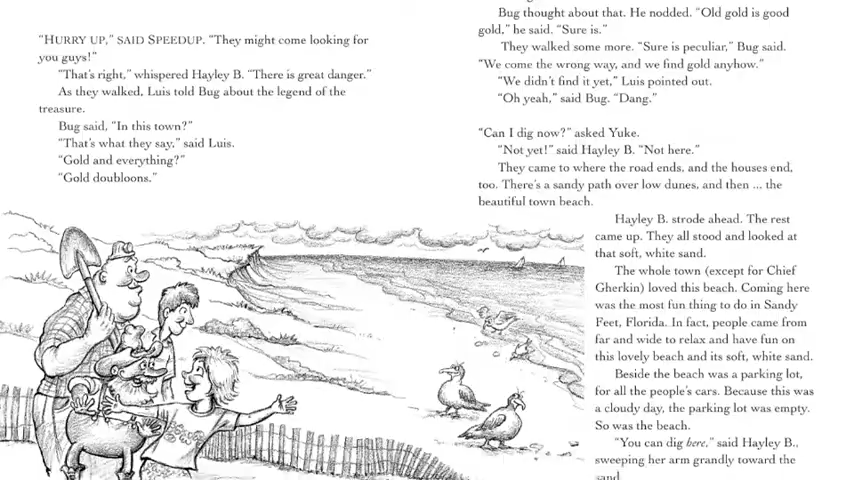 "HURRY UP," SAID SPEEDUP. "They might come looking for
you guys!"
"That's right," whispered Hayley B. "There is great danger."
As they walked, Luis told Bug about the legend of the
treasure.
Bug said, "In this town?"
"That's what they say," said Luis.
"Gold and everything?"
"Gold doubloons."
Bug thought about that. He nodded. "Old gold is good
gold," he said. "Sure is."
They walked some more. "Sure is peculiar," Bug said.
"We come the wrong way, and we find gold anyhow."
"We didn't find it yet," Luis pointed out.
"Oh yeah," said Bug. "Dang."
"Can I dig now?" asked Yuke.
"Not yet!" said Hayley B. "Not here."
They came to where the road ends, and the houses end,
too. There's a sandy path over low dunes, and then ... the
beautiful town beach.
Hayley B. strode ahead. The rest
came up. They all stood and looked at
that soft, white sand.
The whole town (except for Chief
Gherkin) loved this beach. Coming here
was the most fun thing to do in Sandy
Feet, Florida. In fact, people came from
far and wide to relax and have fun on
this lovely beach and its soft, white sand.
Beside the beach was a parking lot,
for all the people's cars. Because this was
a cloudy day, the parking lot was empty.
So was the beach.
"You can dig here," said Hayley B.,
sweeping her arm grandly toward the
sand